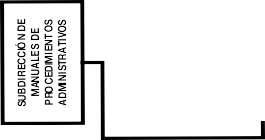 SUBDIRECCIÓN DE
MANUALES DE
PROCEDIMIENTOS
ADMINISTRATIVOS